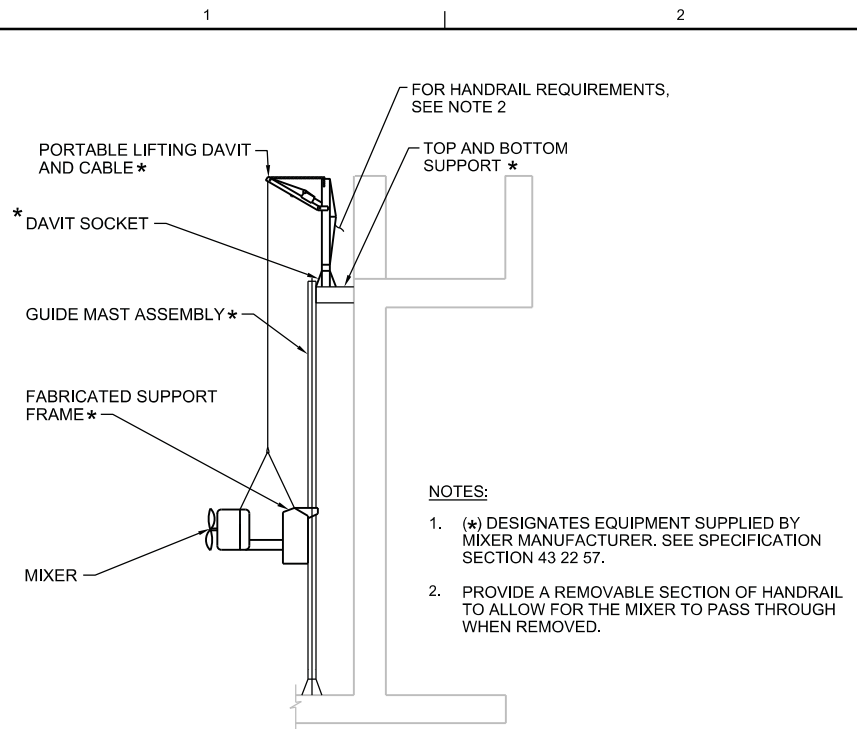 1
2
FOR HANDRAIL REQUIREMENTS,
SEE NOTE 2
PORTABLE LIFTING DAVIT
AND CABLE *
TOP AND BOTTOM
SUPPORT *
* DAVIT SOCKET
GUIDE MAST ASSEMBLY *
FABRICATED SUPPORT
FRAME *
MIXER
NOTES:
1. (*) DESIGNATES EQUIPMENT SUPPLIED BY
MIXER MANUFACTURER. SEE SPECIFICATION
SECTION 43 22 57.
2. PROVIDE A REMOVABLE SECTION OF HANDRAIL
TO ALLOW FOR THE MIXER TO PASS THROUGH
WHEN REMOVED.